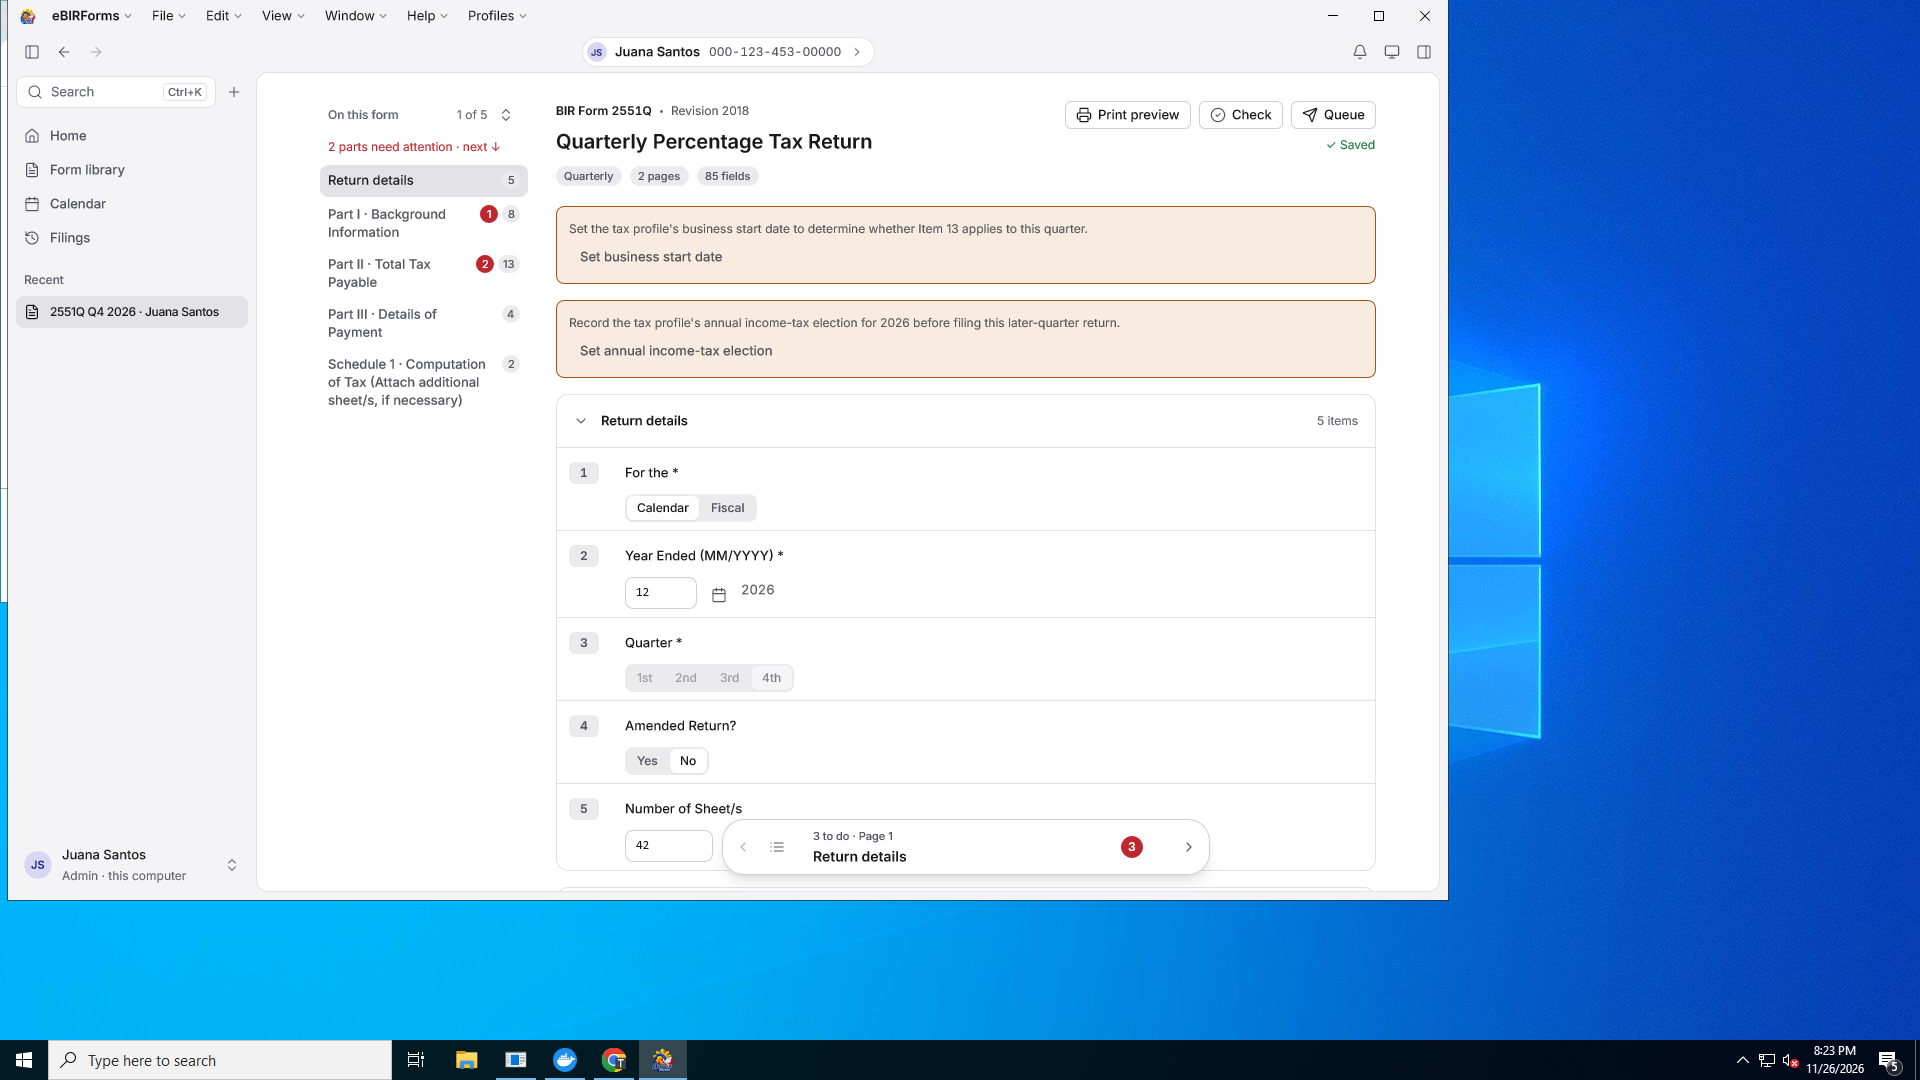 eBIRForms File Edit View Window Help Profiles
JS Juana Santos 000-123-453-00000
Search Ctrl+K
Home
Form library
Calendar
Filings
Recent
2551Q Q4 2026 · Juana Santos
JS Juana Santos
Admin · this computer
On this form 1 of 5
2 parts need attention · next ↓
Return details 5
Part I · Background Information 1 8
Part II · Total Tax Payable 2 13
Part III · Details of Payment 4
Schedule 1 · Computation of Tax (Attach additional sheet/s, if necessary) 2
BIR Form 2551Q • Revision 2018
Quarterly Percentage Tax Return
Quarterly 2 pages 85 fields
Print preview Check Queue
✓ Saved
Set the tax profile's business start date to determine whether Item 13 applies to this quarter.
Set business start date
Record the tax profile's annual income-tax election for 2026 before filing this later-quarter return.
Set annual income-tax election
Return details 5 items
1 For the *
Calendar Fiscal
2 Year Ended (MM/YYYY) *
12 2026
3 Quarter *
1st 2nd 3rd 4th
4 Amended Return?
Yes No
5 Number of Sheet/s
42
3 to do · Page 1
Return details 3
Type here to search
8:23 PM
11/26/2026
5